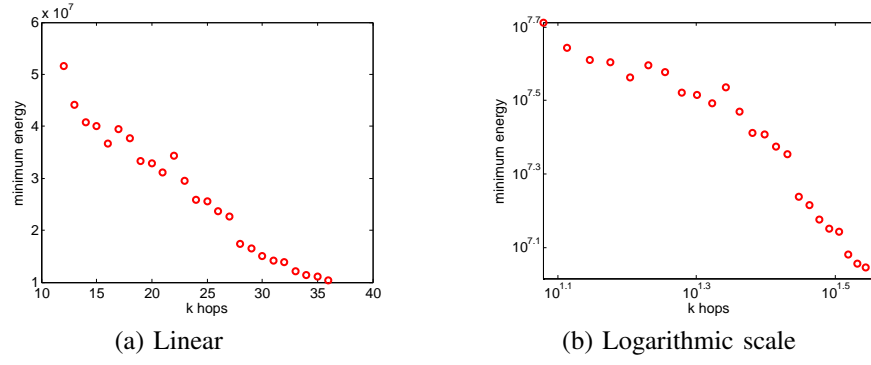 6 x 10^7
5
4
3
2
1
10 15 20 25 30 35 40
minimum energy
k hops
(a) Linear
10^7.7
10^7.5
10^7.3
10^7.1
10^1.1 10^1.3 10^1.5
minimum energy
k hops
(b) Logarithmic scale